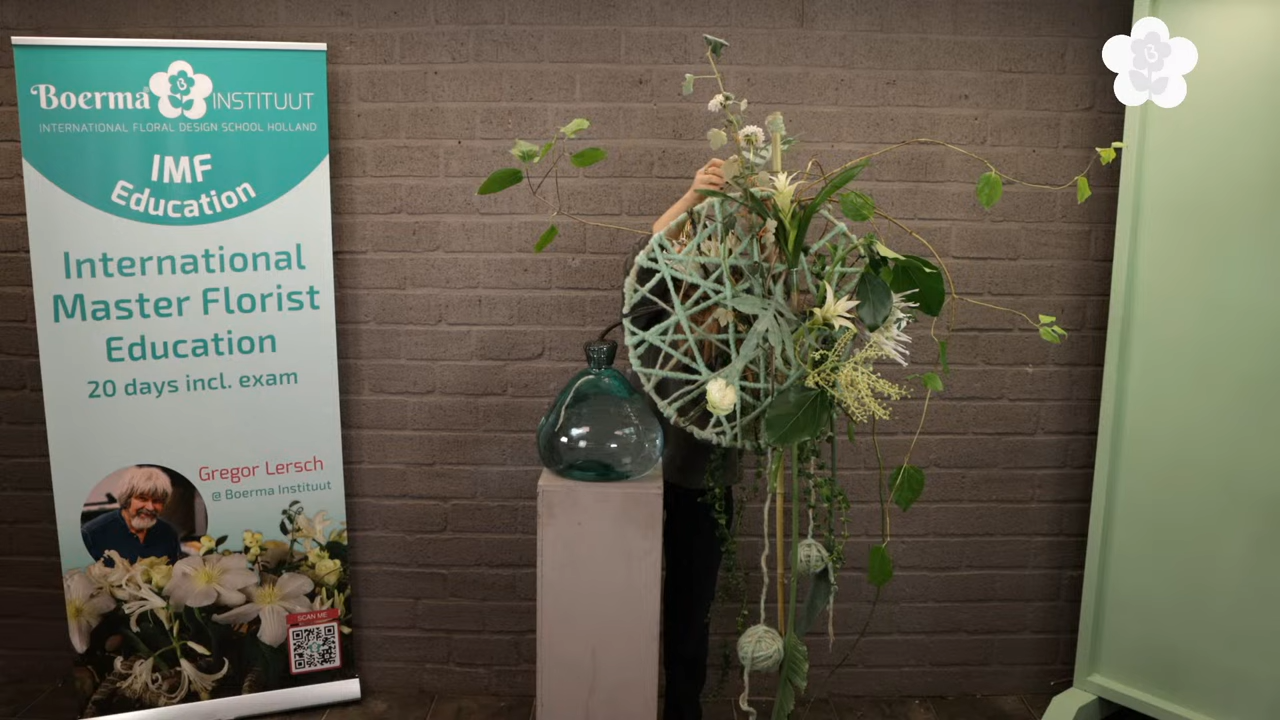 Boerma INSTITUUT
INTERNATIONAL FLORAL DESIGN SCHOOL HOLLAND
IMF
Education
International
Master Florist
Education
20 days incl. exam
Gregor Lersch
@ Boerma Instituut
SCAN ME